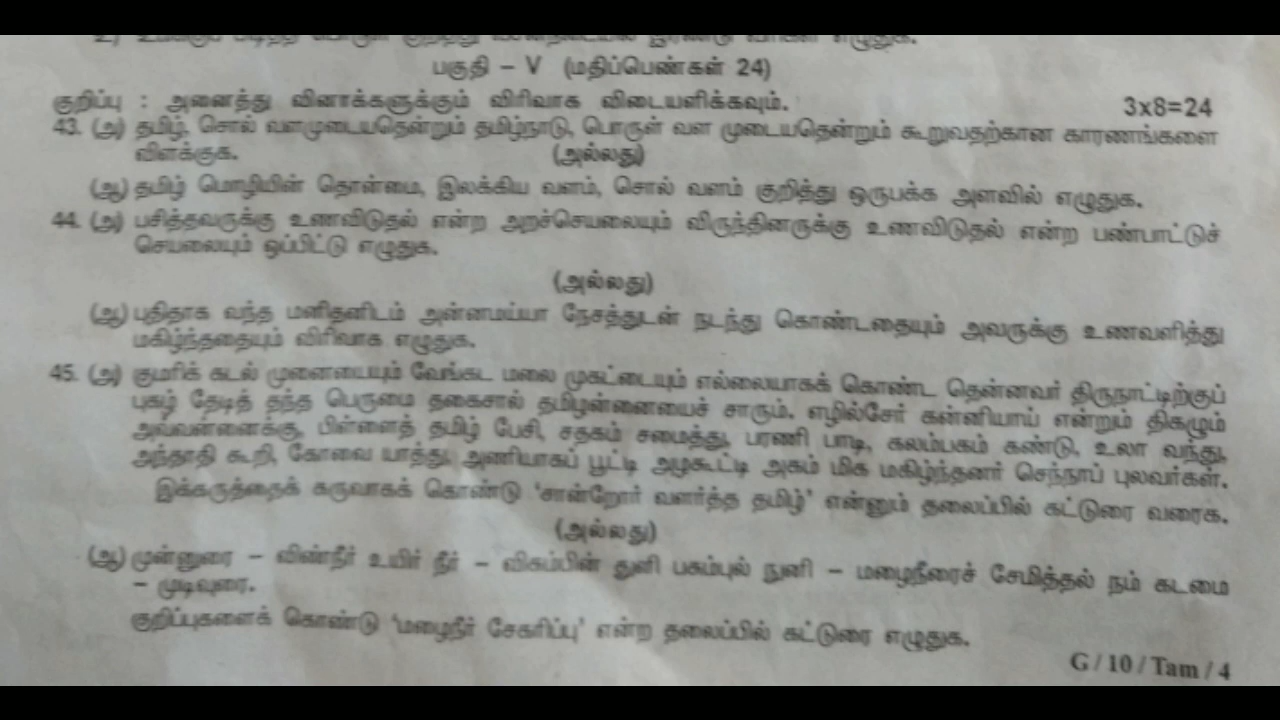 பகுதி – V (மதிப்பெண்கள் 24)
குறிப்பு : அனைத்து வினாக்களுக்கும் விரிவாக விடையளிக்கவும். 3x8=24
43. (அ) தமிழ், சொல் வளமுடையதென்றும் தமிழ்நாடு, பொருள் வள முடையதென்றும் கூறுவதற்கான காரணங்களை
விளக்குக. (அல்லது)
(ஆ) தமிழ் மொழியின் தொன்மை, இலக்கிய வளம், சொல் வளம் குறித்து ஒருபக்க அளவில் எழுதுக.
44. (அ) பசித்தவருக்கு உணவிடுதல் என்ற அறச்செயலையும் விருந்தினருக்கு உணவிடுதல் என்ற பண்பாட்டுச்
செயலையும் ஒப்பிட்டு எழுதுக.
(அல்லது)
(ஆ) புதிதாக வந்த மனிதனிடம் அன்னமய்யா நேசத்துடன் நடந்து கொண்டதையும் அவருக்கு உணவளித்து
மகிழ்ந்ததையும் விரிவாக எழுதுக.
45. (அ) குமரிக் கடல் முனையையும் வேங்கட மலை முகட்டையும் எல்லையாகக் கொண்ட தென்னவர் திருநாட்டிற்குப்
புகழ் தேடித் தந்த பெருமை தகைசால் தமிழன்னையைச் சாரும். எழில்சேர் கன்னியாய் என்றும் திகழும்
அவ்வன்னைக்கு, பிள்ளைத் தமிழ் பேசி, சதகம் சமைத்து, பரணி பாடி, கலம்பகம் கண்டு, உலா வந்து,
அந்தாதி கூறி, கோவை யாத்து, அணியாகப் பூட்டி அழகூட்டி அகம் மிக மகிழ்ந்தனர் செந்நாப் புலவர்கள்.
இக்கருத்தைக் கருவாகக் கொண்டு ‘சான்றோர் வளர்த்த தமிழ்’ என்னும் தலைப்பில் கட்டுரை வரைக.
(அல்லது)
(ஆ) முன்னுரை – விண்நீர் உயிர் நீர் – விசும்பின் துளி பசும்புல் நுனி – மழைநீரைச் சேமித்தல் நம் கடமை
– முடிவுரை.
குறிப்புகளைக் கொண்டு ‘மழைநீர் சேகரிப்பு’ என்ற தலைப்பில் கட்டுரை எழுதுக.
G / 10 / Tam / 4